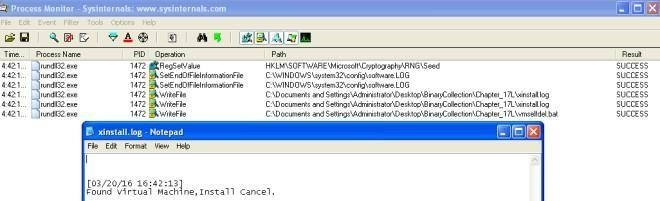 Process Monitor - Sysinternals: www.sysinternals.com
File Edit Event Filter Tools Options Help
Time... Process Name PID Operation Path Result
4:42:1... rundll32.exe 1472 RegSetValue HKLM\SOFTWARE\Microsoft\Cryptography\RNG\Seed SUCCESS
4:42:1... rundll32.exe 1472 SetEndOfFileInformationFile C:\WINDOWS\system32\config\software.LOG SUCCESS
4:42:1... rundll32.exe 1472 SetEndOfFileInformationFile C:\WINDOWS\system32\config\software.LOG SUCCESS
4:42:1... rundll32.exe 1472 WriteFile C:\Documents and Settings\Administrator\Desktop\BinaryCollection\Chapter_17L\xinstall.log SUCCESS
4:42:1... rundll32.exe 1472 WriteFile C:\Documents and Settings\Administrator\Desktop\BinaryCollection\Chapter_17L\xinstall.log SUCCESS
4:42:1... rundll32.exe 1472 WriteFile C:\Documents and Settings\Administrator\Desktop\BinaryCollection\Chapter_17L\vmselfdel.bat SUCCESS
xinstall.log - Notepad
File Edit Format View Help
[03/20/16 16:42:13]
Found Virtual Machine,Install Cancel.